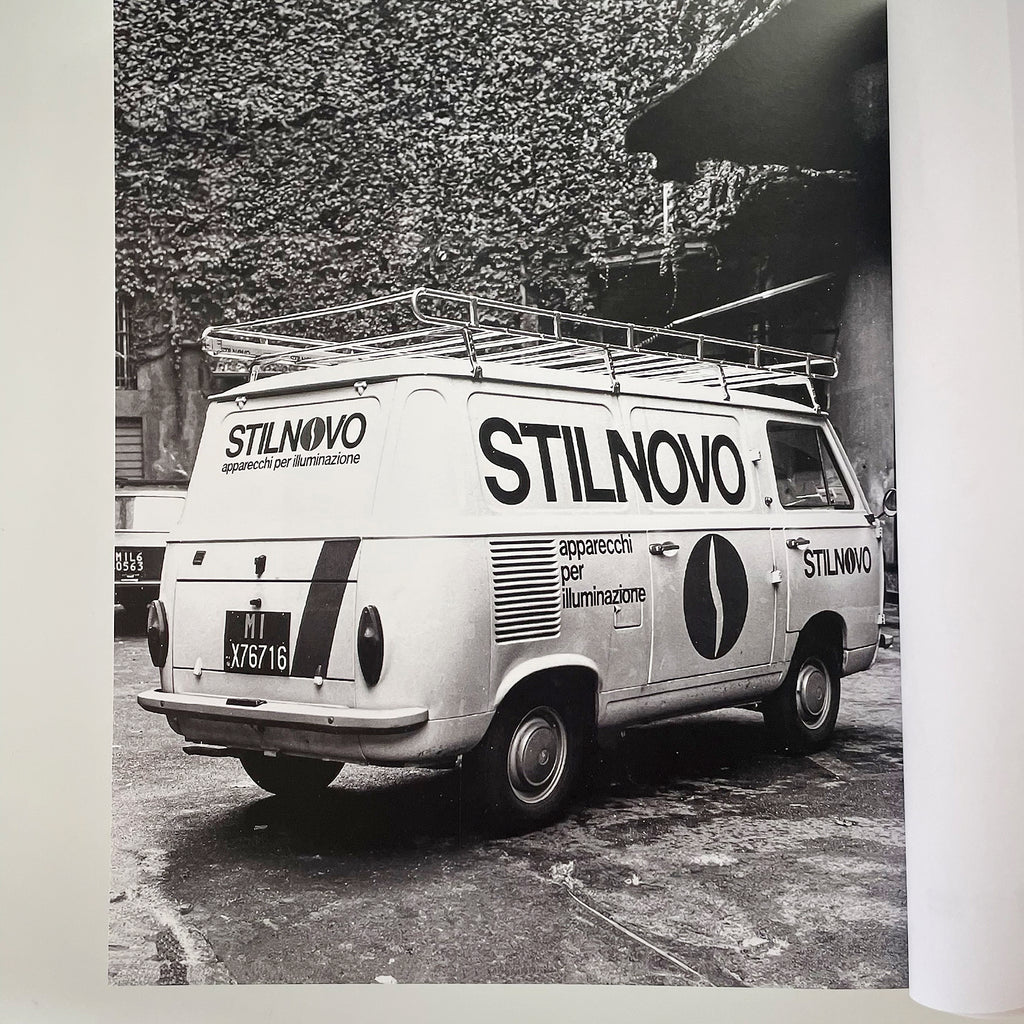 STILNOVO
apparecchi per illuminazione
STILNOVO
apparecchi
per
illuminazione
STILNOVO
MI
X76716
MIL6
0563